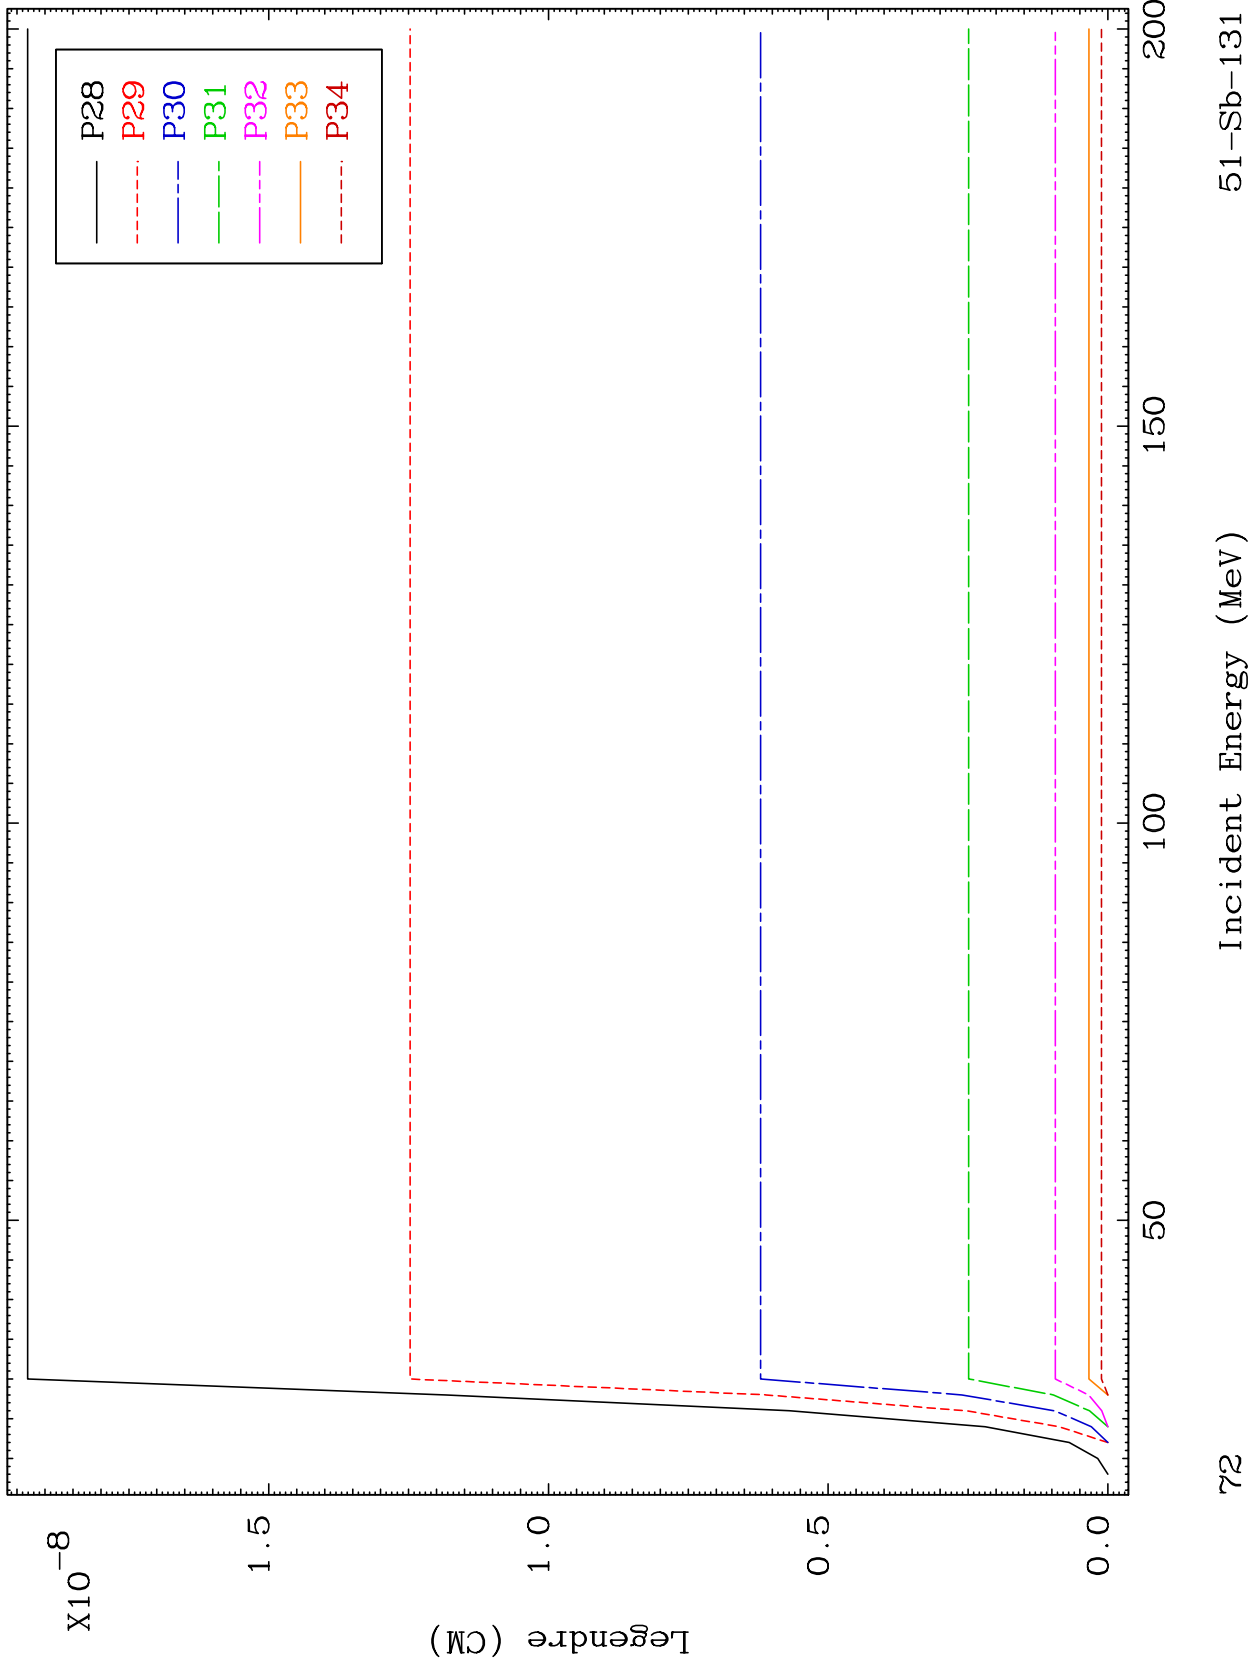 X10-8
1.5
1.0
0.5
0.0
Legendre (CM)
P28
P29
P30
P31
P32
P33
P34
50
100
150
200
Incident Energy (MeV)
72
51-Sb-131